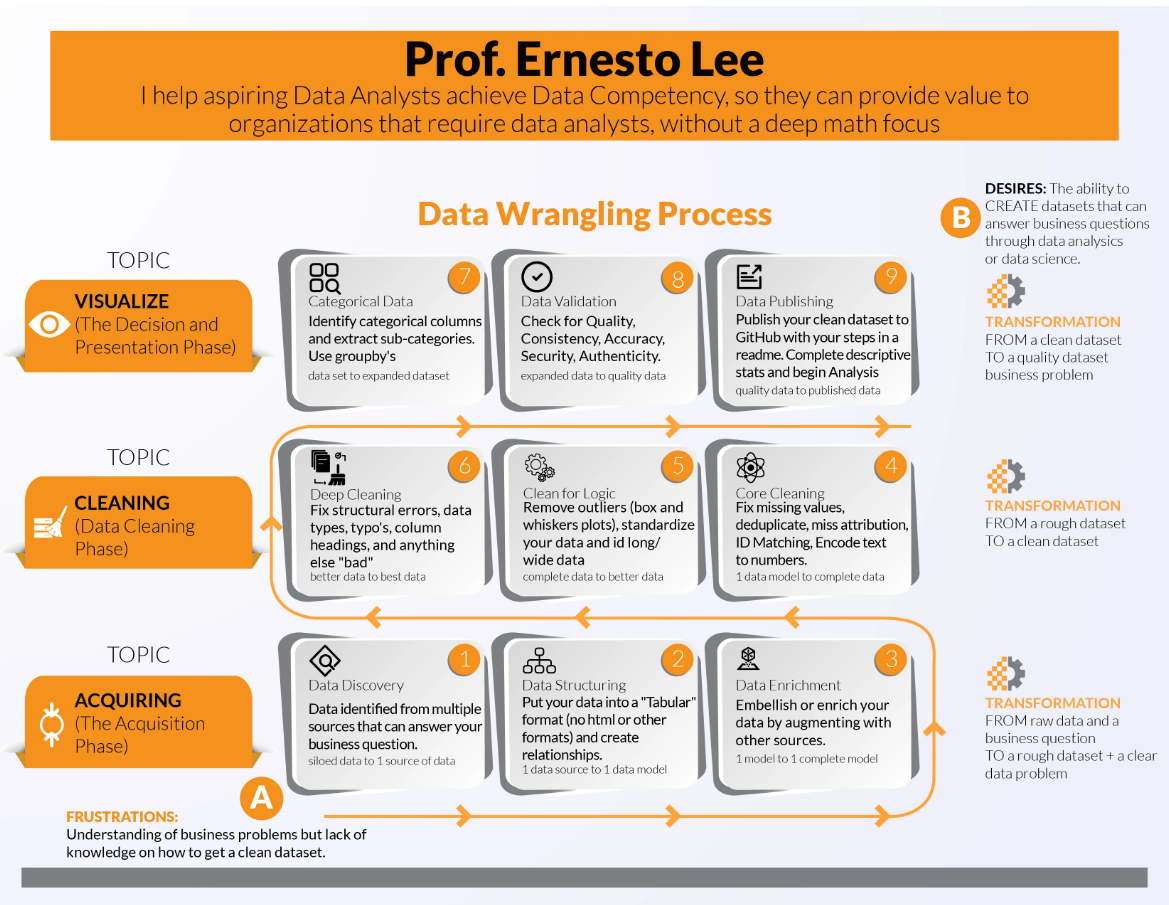 Prof. Ernesto Lee
I help aspiring Data Analysts achieve Data Competency, so they can provide value to
organizations that require data analysts, without a deep math focus
Data Wrangling Process
B
DESIRES: The ability to
CREATE datasets that can
answer business questions
through data analysics
or data science.
TOPIC
VISUALIZE
(The Decision and
Presentation Phase)
7
Categorical Data
Identify categorical columns
and extract sub-categories.
Use groupby's
data set to expanded dataset
8
Data Validation
Check for Quality,
Consistency, Accuracy,
Security, Authenticity.
expanded data to quality data
9
Data Publishing
Publish your clean dataset to
GitHub with your steps in a
readme. Complete descriptive
stats and begin Analysis
quality data to published data
TRANSFORMATION
FROM a clean dataset
TO a quality dataset
business problem
TOPIC
CLEANING
(Data Cleaning
Phase)
6
Deep Cleaning
Fix structural errors, data
types, typo's, column
headings, and anything
else "bad"
better data to best data
5
Clean for Logic
Remove outliers (box and
whiskers plots), standardize
your data and id long/
wide data
complete data to better data
4
Core Cleaning
Fix missing values,
deduplicate, miss attribution,
ID Matching, Encode text
to numbers.
1 data model to complete data
TRANSFORMATION
FROM a rough dataset
TO a clean dataset
TOPIC
ACQUIRING
(The Acquisition
Phase)
1
Data Discovery
Data identified from multiple
sources that can answer your
business question.
siloed data to 1 source of data
2
Data Structuring
Put your data into a "Tabular"
format (no html or other
formats) and create
relationships.
1 data source to 1 data model
3
Data Enrichment
Embellish or enrich your
data by augmenting with
other sources.
1 model to 1 complete model
TRANSFORMATION
FROM raw data and a
business question
TO a rough dataset + a clear
data problem
A
FRUSTRATIONS:
Understanding of business problems but lack of
knowledge on how to get a clean dataset.